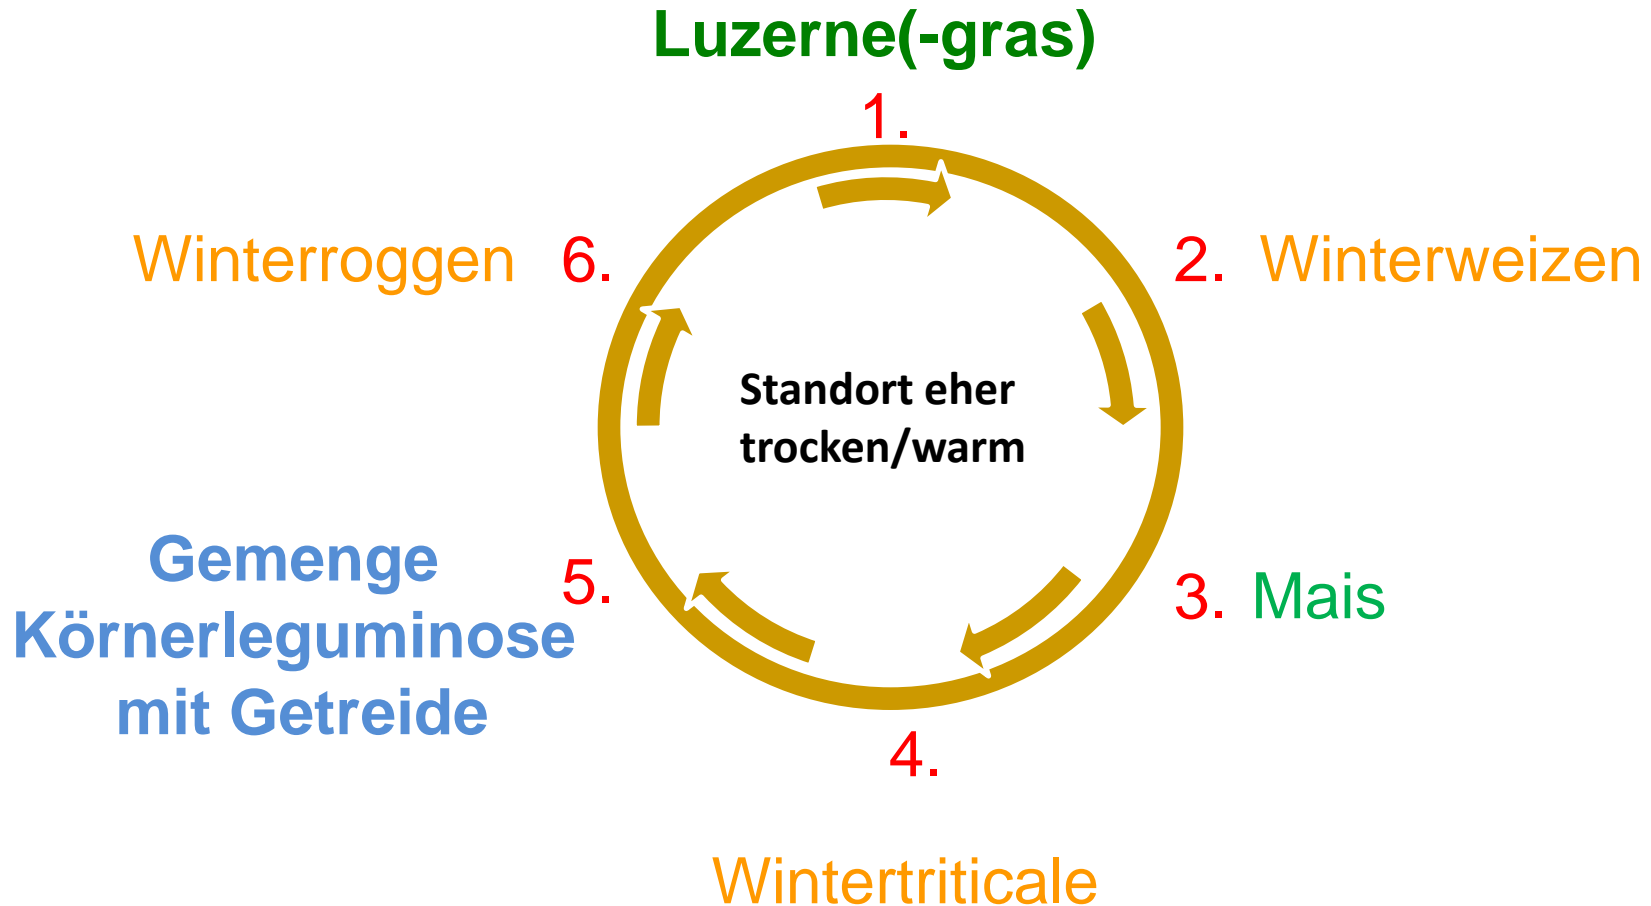 Luzerne(-gras)
1.
2. Winterweizen
3. Mais
4.
Wintertriticale
5.
Gemenge
Körnerleguminose
mit Getreide
Winterroggen 6.
Standort eher
trocken/warm